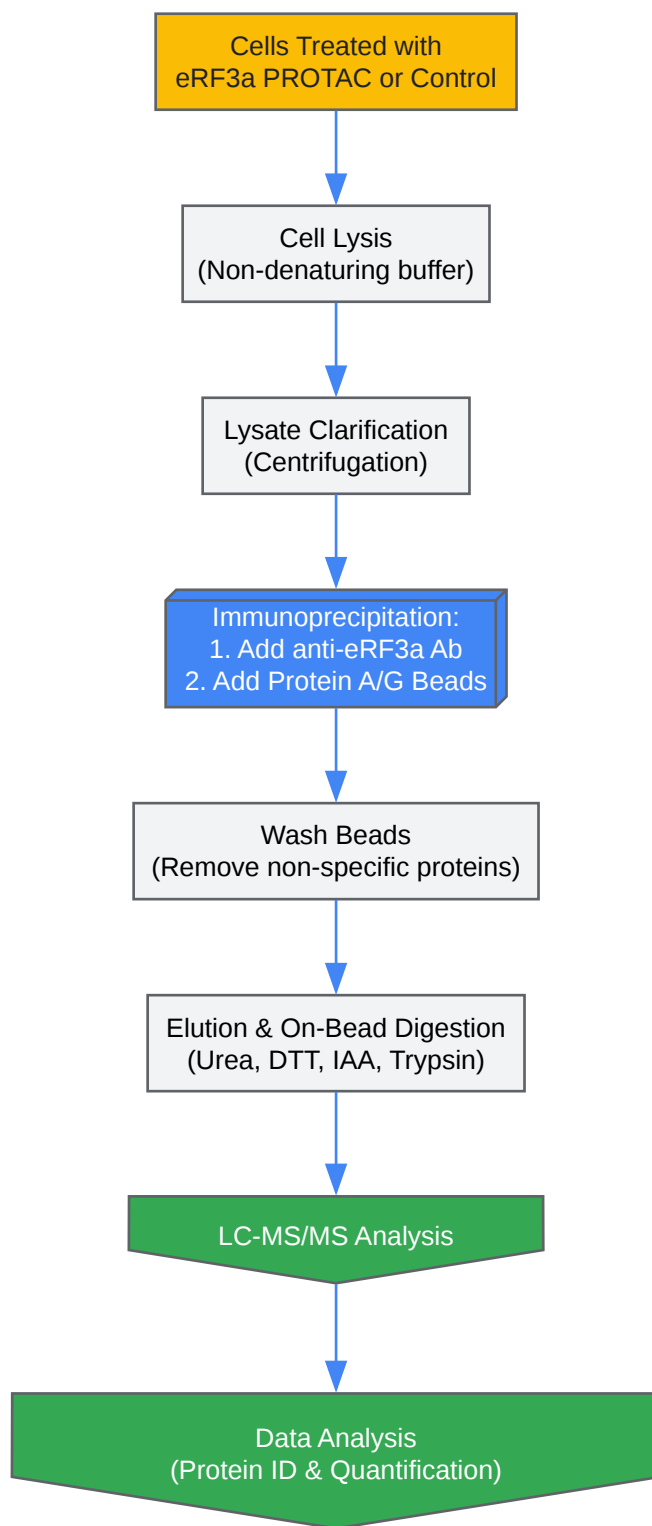 Cells Treated with
eRF3a PROTAC or Control
Cell Lysis
(Non-denaturing buffer)
Lysate Clarification
(Centrifugation)
Immunoprecipitation:
1. Add anti-eRF3a Ab
2. Add Protein A/G Beads
Wash Beads
(Remove non-specific proteins)
Elution & On-Bead Digestion
(Urea, DTT, IAA, Trypsin)
LC-MS/MS Analysis
Data Analysis
(Protein ID & Quantification)